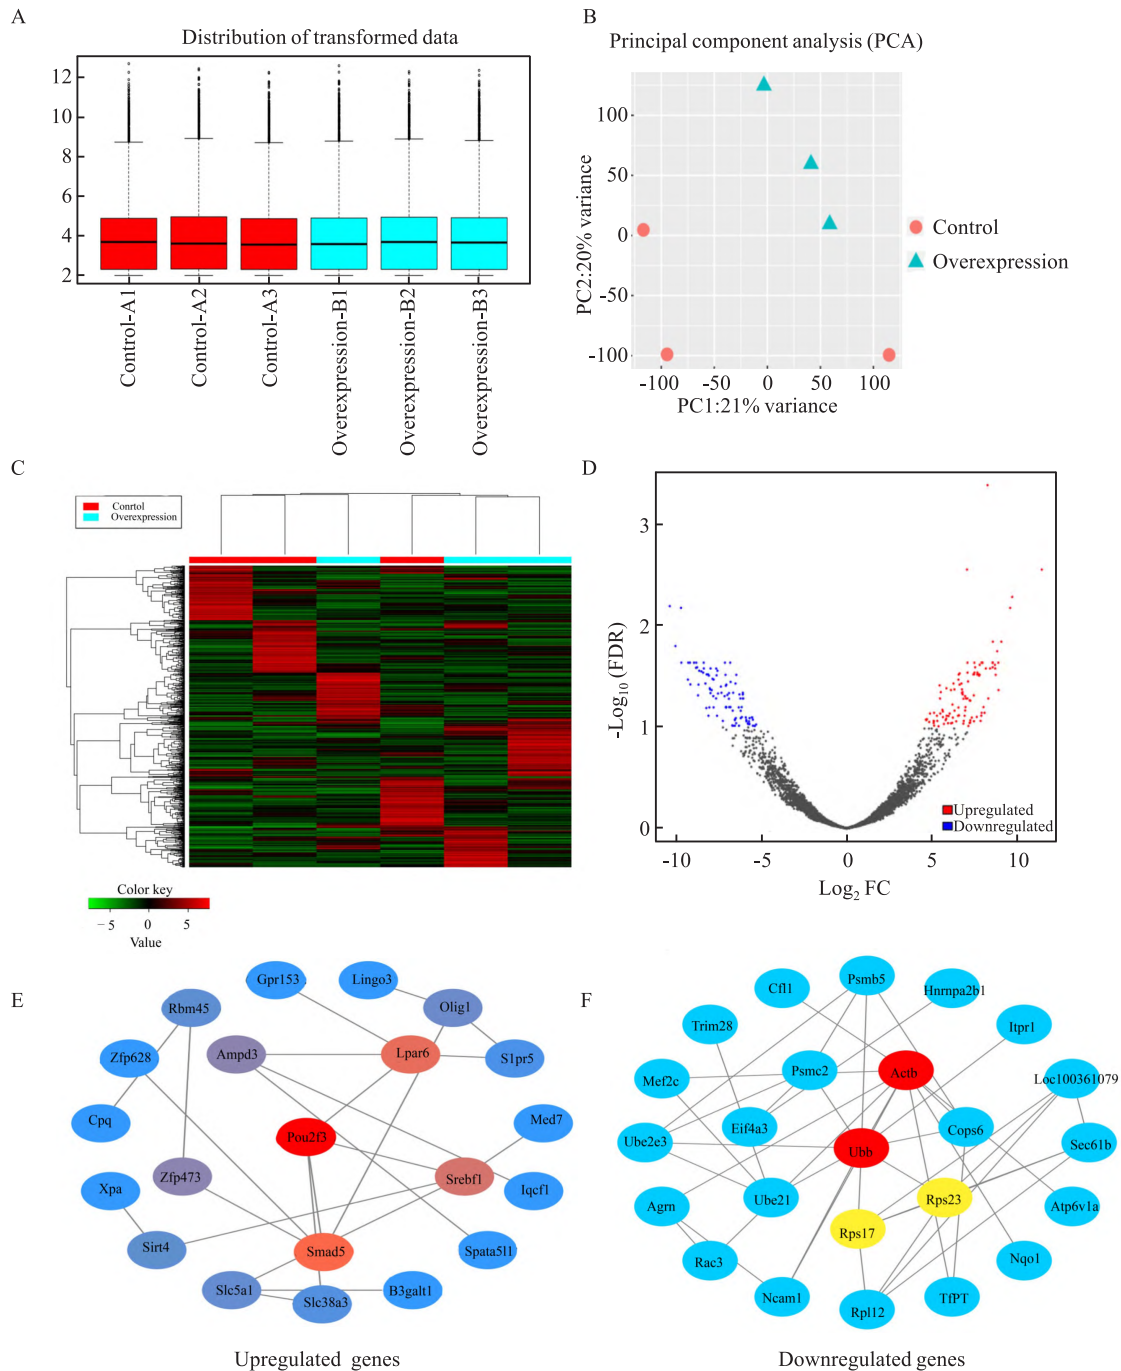 A
Distribution of transformed data
12
10
8
6
4
2
Control-A1
Control-A2
Control-A3
Overexpression-B1
Overexpression-B2
Overexpression-B3
B
Principal component analysis (PCA)
100
50
0
-50
-100
PC2:20% variance
-100 -50 0 50 100
PC1:21% variance
Control
Overexpression
C
Conrtol
Overexpression
Color key
-5 0 5
Value
D
3
2
1
0
-Log10 (FDR)
-10 -5 0 5 10
Log2 FC
Upregulated
Downregulated
E
Gpr153
Lingo3
Rbm45
Olig1
Zfp628
Ampd3
Lpar6
S1pr5
Cpq
Pou2f3
Med7
Zfp473
Srebf1
Xpa
Iqcf1
Sirt4
Smad5
Spata5l1
Slc5a1
Slc38a3
B3galt1
Upregulated genes
F
Cfl1
Psmb5
Hnrnpa2b1
Trim28
Itpr1
Mef2c
Psmc2
Actb
Loc100361079
Ube2e3
Eif4a3
Ubb
Cops6
Sec61b
Agrn
Ube21
Rps23
Atp6v1a
Rps17
Rac3
Nqo1
Ncam1
Rpl12
TfPT
Downregulated genes